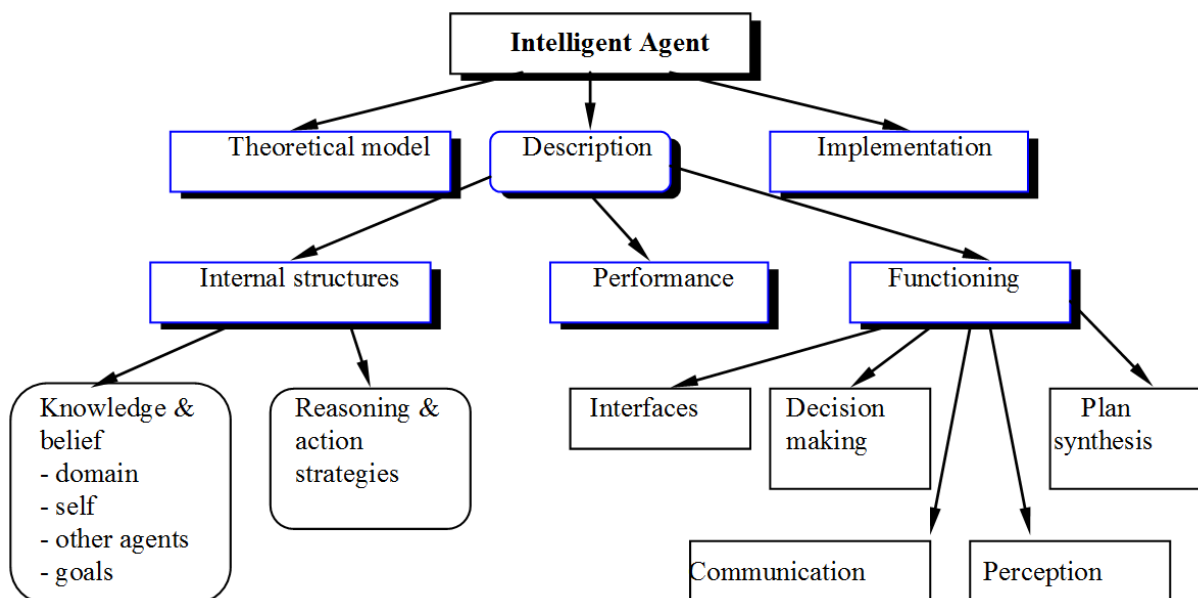 Intelligent Agent
Theoretical model
Description
Implementation
Internal structures
Performance
Functioning
Knowledge &
belief
- domain
- self
- other agents
- goals
Reasoning &
action
strategies
Interfaces
Decision
making
Plan
synthesis
Communication
Perception